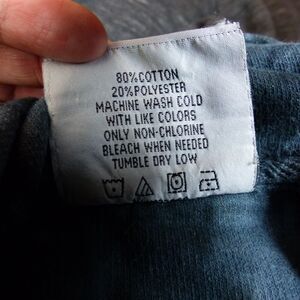 80%COTTON
20%POLYESTER
MACHINE WASH COLD
WITH LIKE COLORS
ONLY NON-CHLORINE
BLEACH WHEN NEEDED
TUMBLE DRY LOW